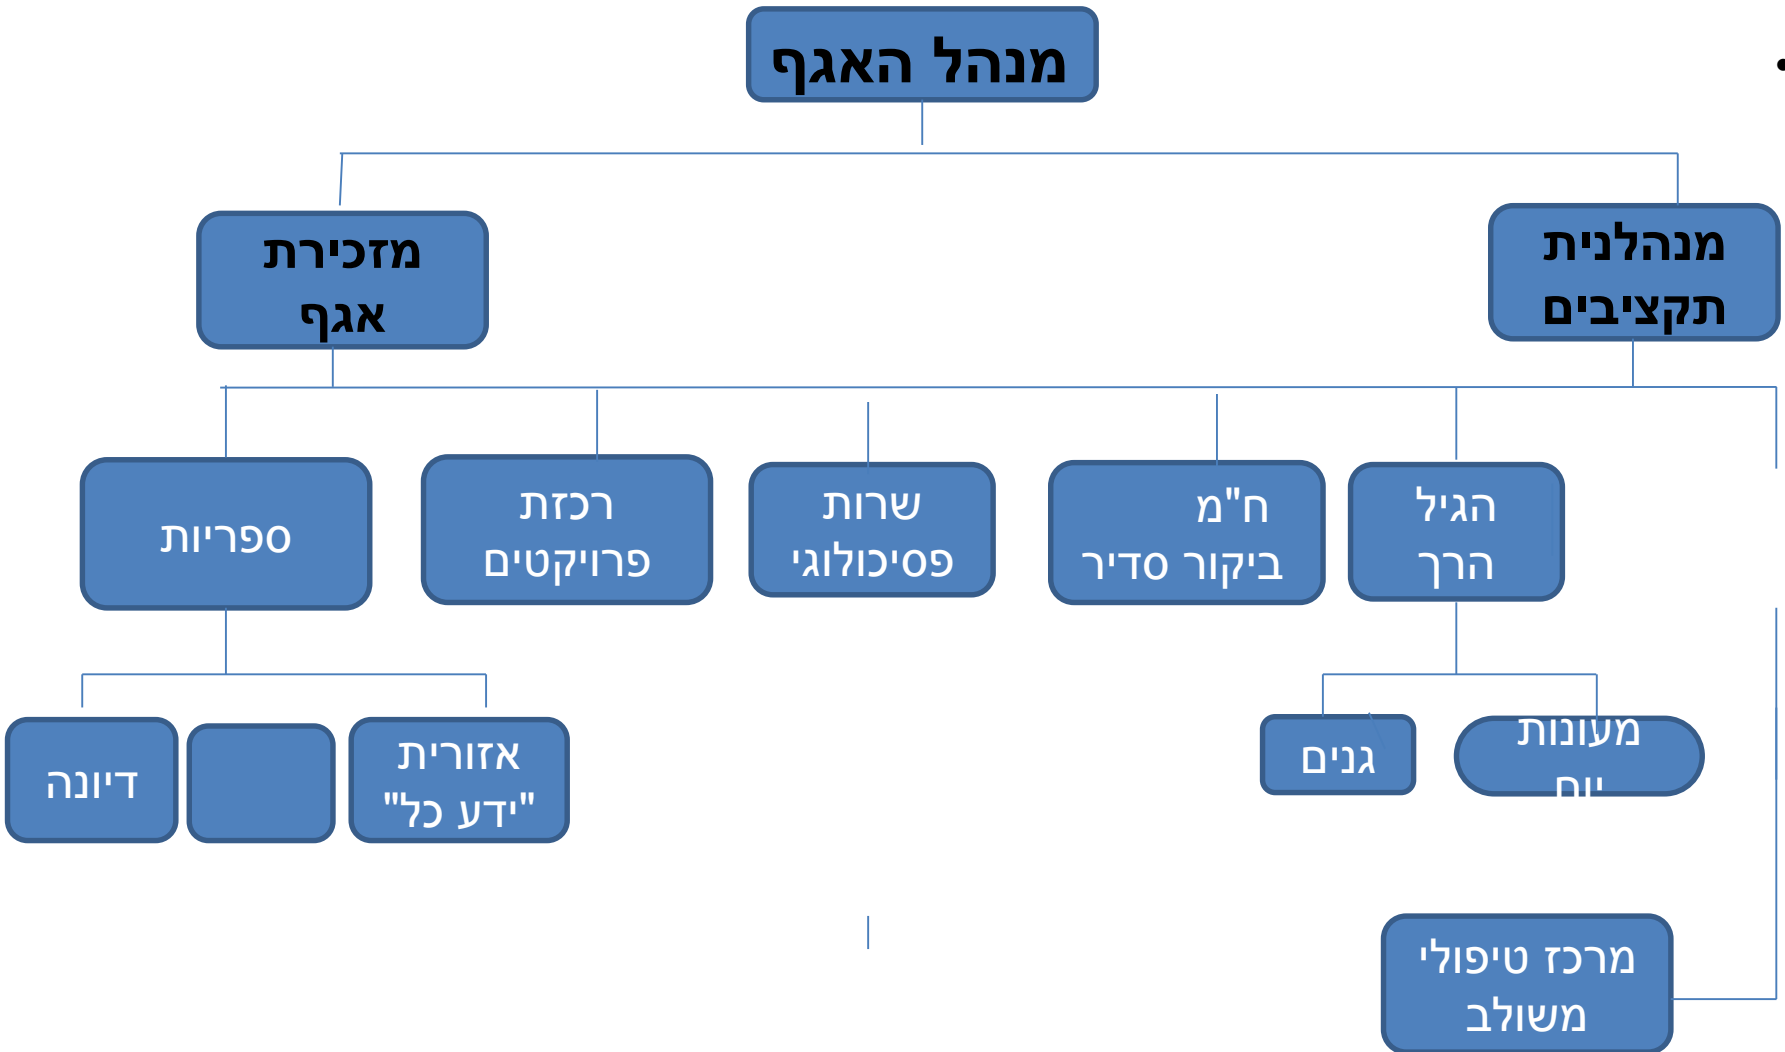 מנהל האגף
•
מנהלנית
תקציבים
מזכירת
אגף
הגיל
הרך
ח"מ
ביקור סדיר
שרות
פסיכולוגי
רכזת
פרויקטים
ספריות
מעונות
יום
גנים
אזורית
"ידע כל"
דיונה
מרכז טיפולי
משולב